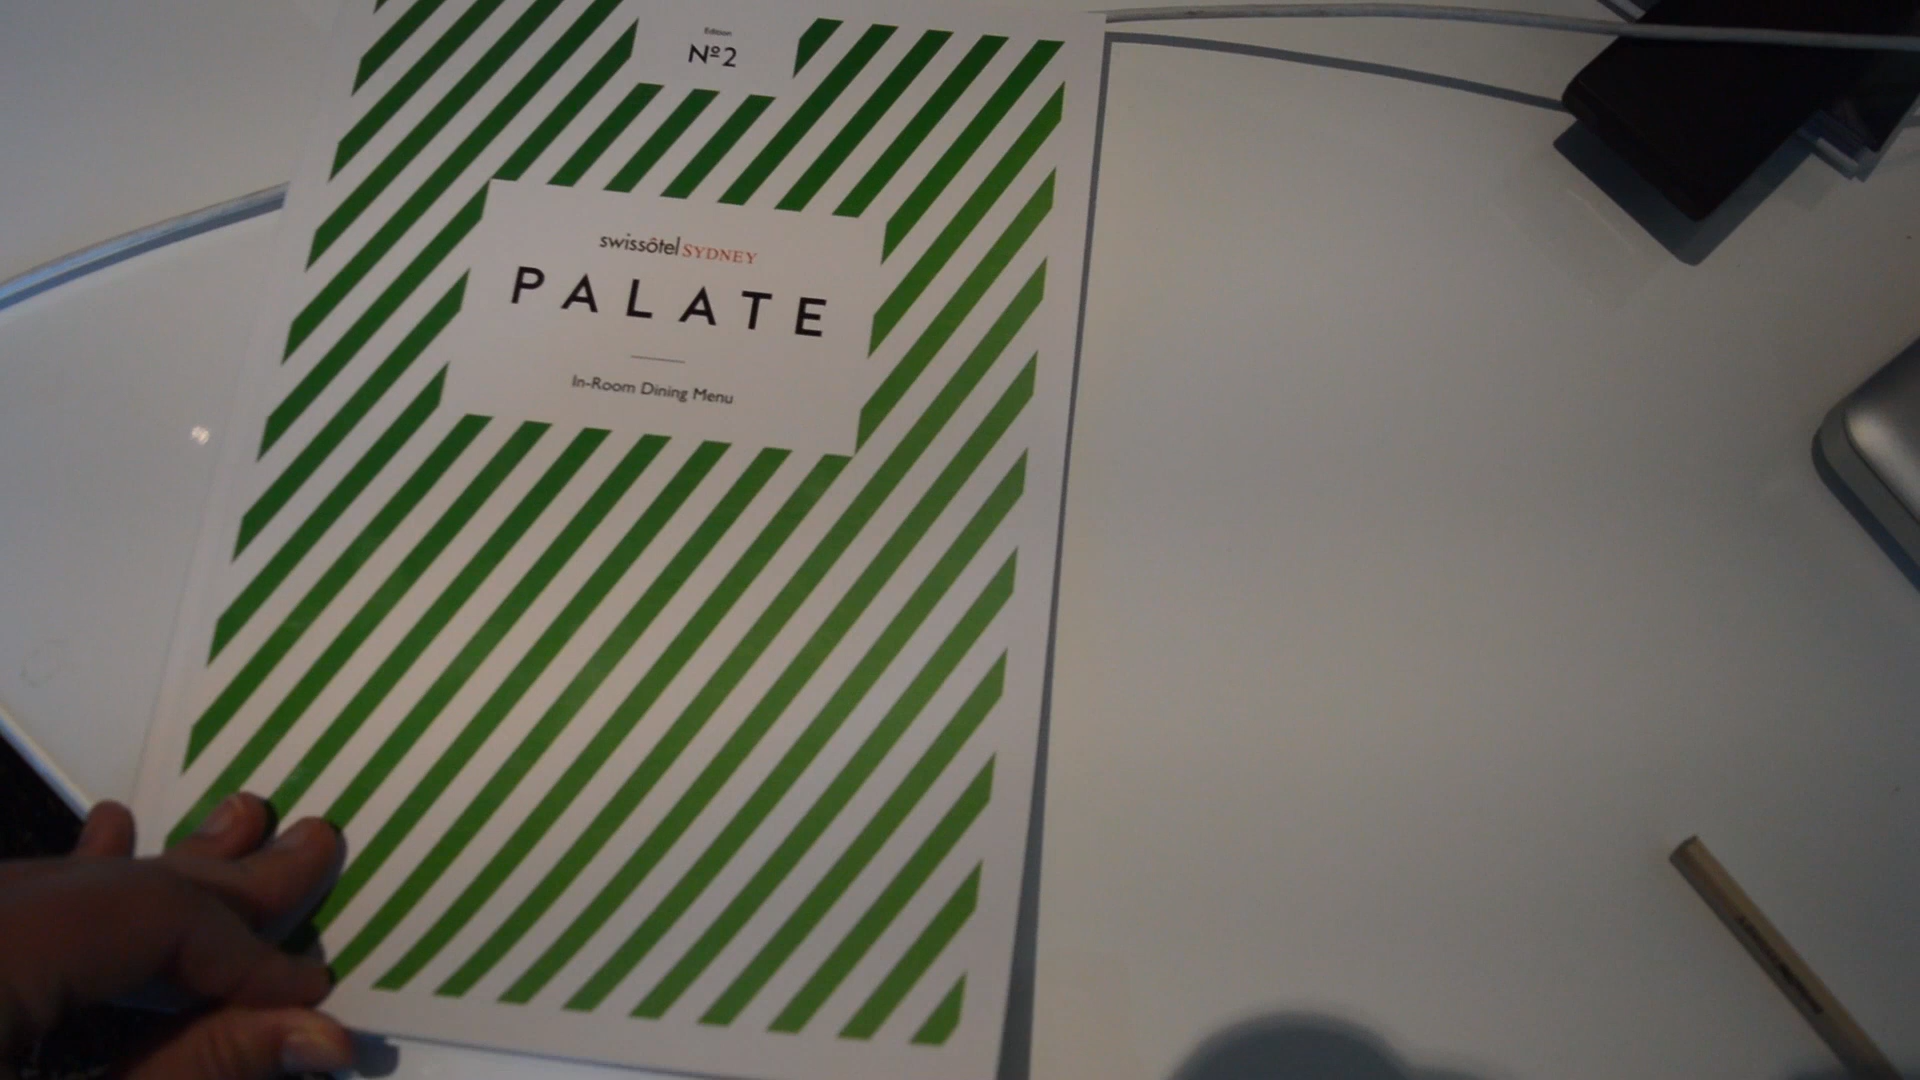 Edition
Nº2
swissôtel SYDNEY
PALATE
In-Room Dining Menu